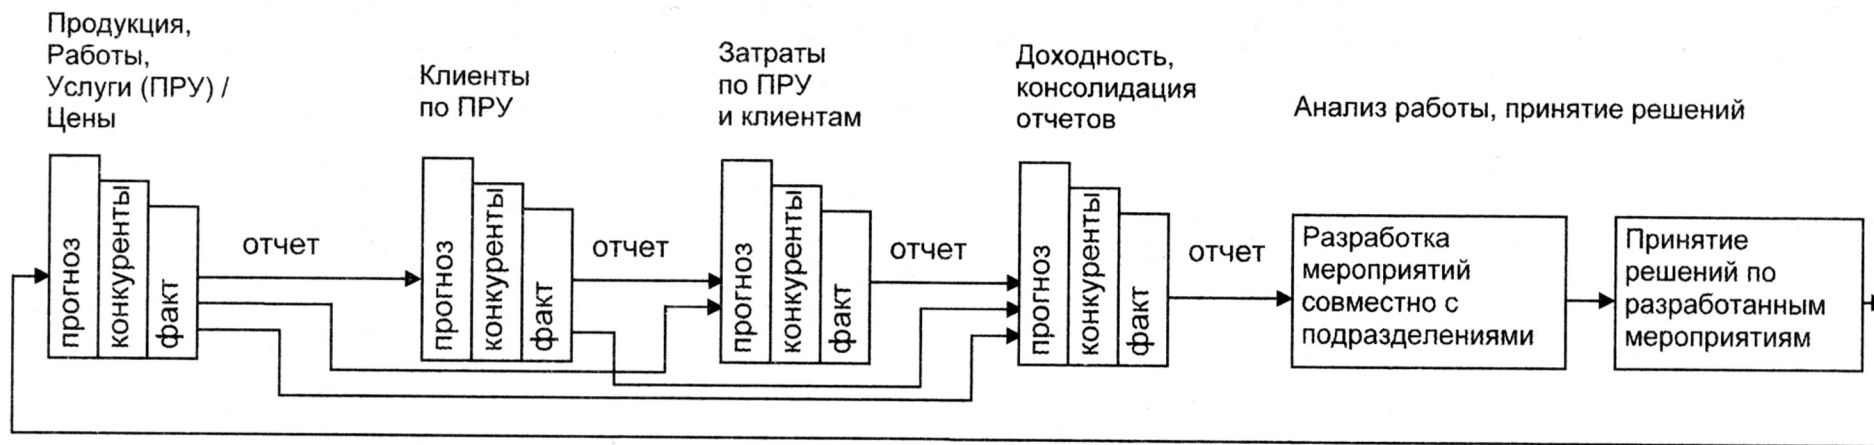 Продукция,
Работы,
Услуги (ПРУ) /
Цены
Клиенты
по ПРУ
Затраты
по ПРУ
и клиентам
Доходность,
консолидация
отчетов
Анализ работы, принятие решений
прогноз
конкуренты
факт
отчет
прогноз
конкуренты
факт
отчет
прогноз
конкуренты
факт
отчет
прогноз
конкуренты
факт
отчет
Разработка
мероприятий
совместно с
подразделениями
Принятие
решений по
разработанным
мероприятиям